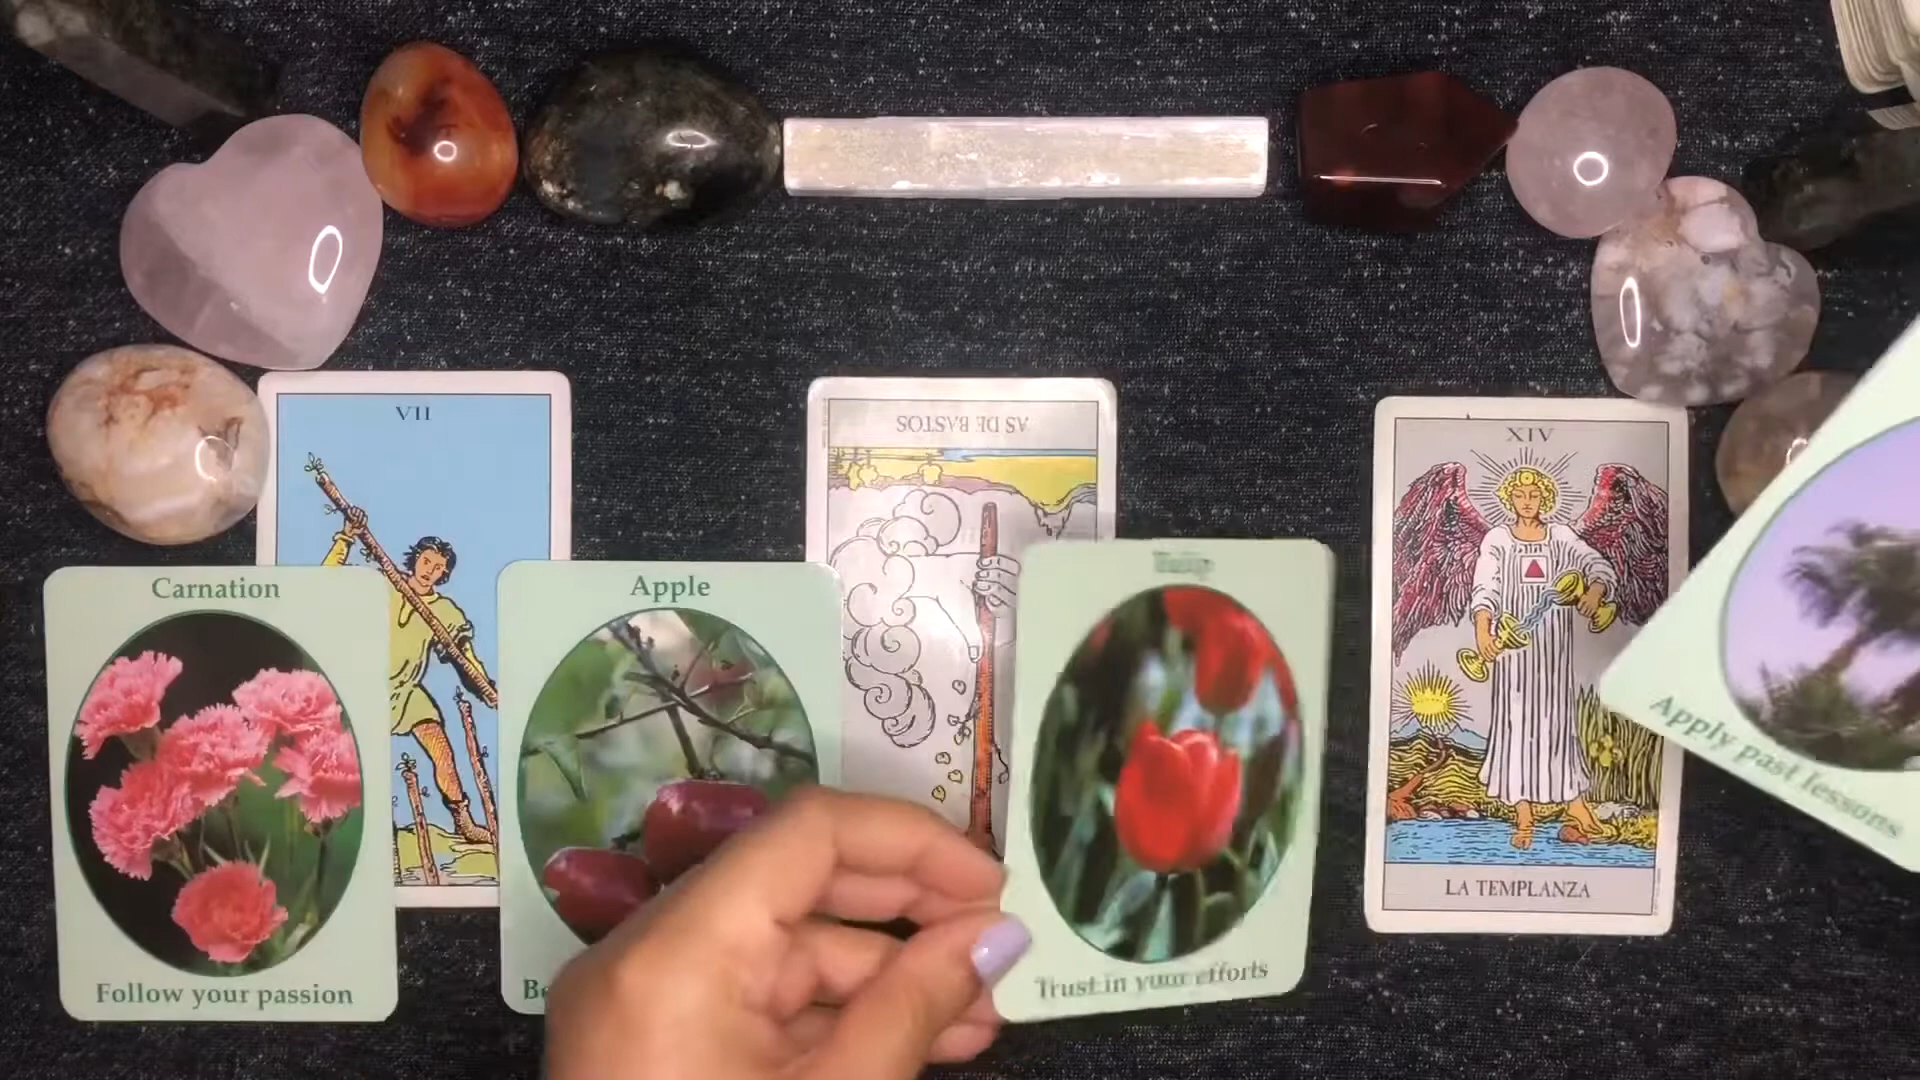 VII
AS DE BASTOS
XIV
LA TEMPLANZA
Carnation
Follow your passion
Apple
Tulip
Trust in your efforts
Apply past lessons